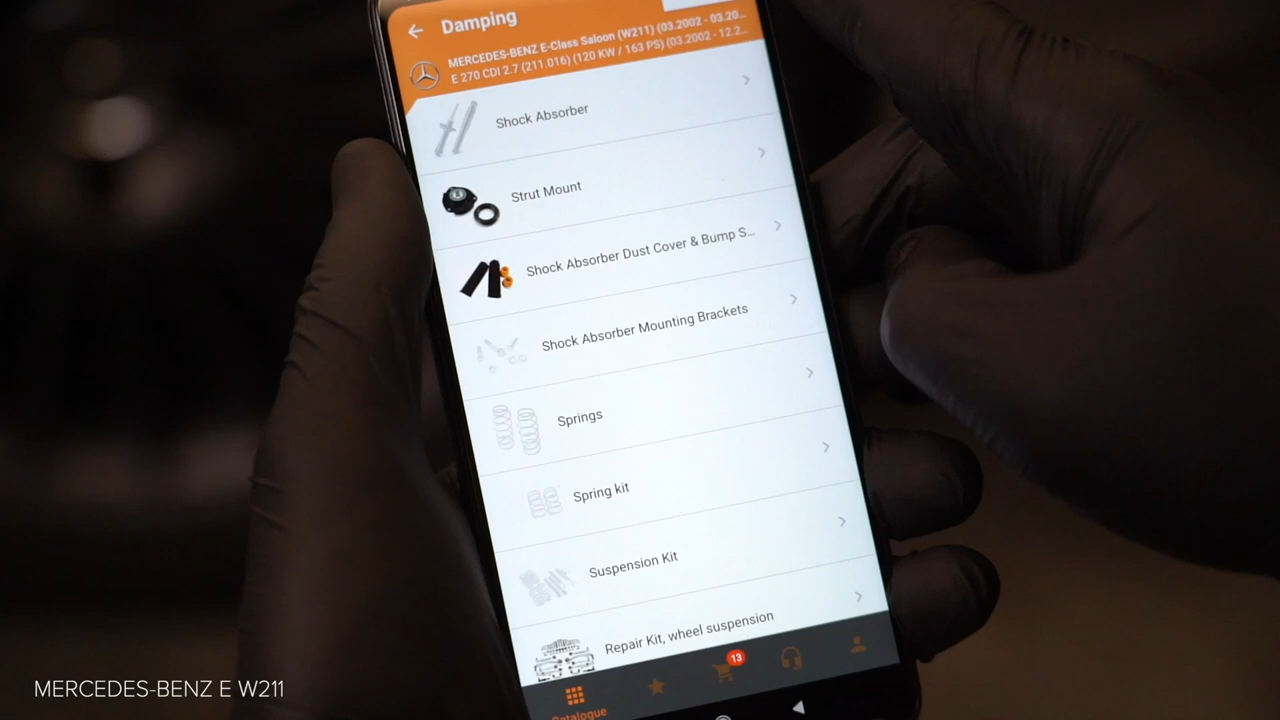 Damping
MERCEDES-BENZ E-Class Saloon (W211) (03.2002 - 03.20...
E 270 CDI 2.7 (211.016) (120 KW / 163 PS) (03.2002 - 12.2...
Shock Absorber
Strut Mount
Shock Absorber Dust Cover & Bump S...
Shock Absorber Mounting Brackets
Springs
Spring kit
Suspension Kit
Repair Kit, wheel suspension
13
Catalogue
MERCEDES-BENZ E W211